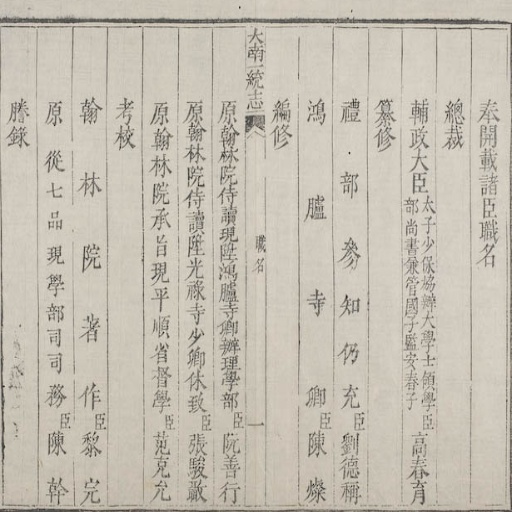 奉開載諸臣職名
總裁
輔政大臣太子少保協辦大學士領學部尚書兼管國子監安春子臣高春育
纂修
禮部參知仍充臣劉德稱
鴻臚寺卿臣陳燦
編修
大南一統志
職名
一
原翰林院侍讀現陞鴻臚寺卿辦理學部臣阮善行
原翰林院侍讀陞光祿寺少卿休致臣張駿
原翰林院承旨現平順省督學臣范克允
考校
翰林院著作臣黎完
原從七品現學部司司務臣陳幹
謄錄